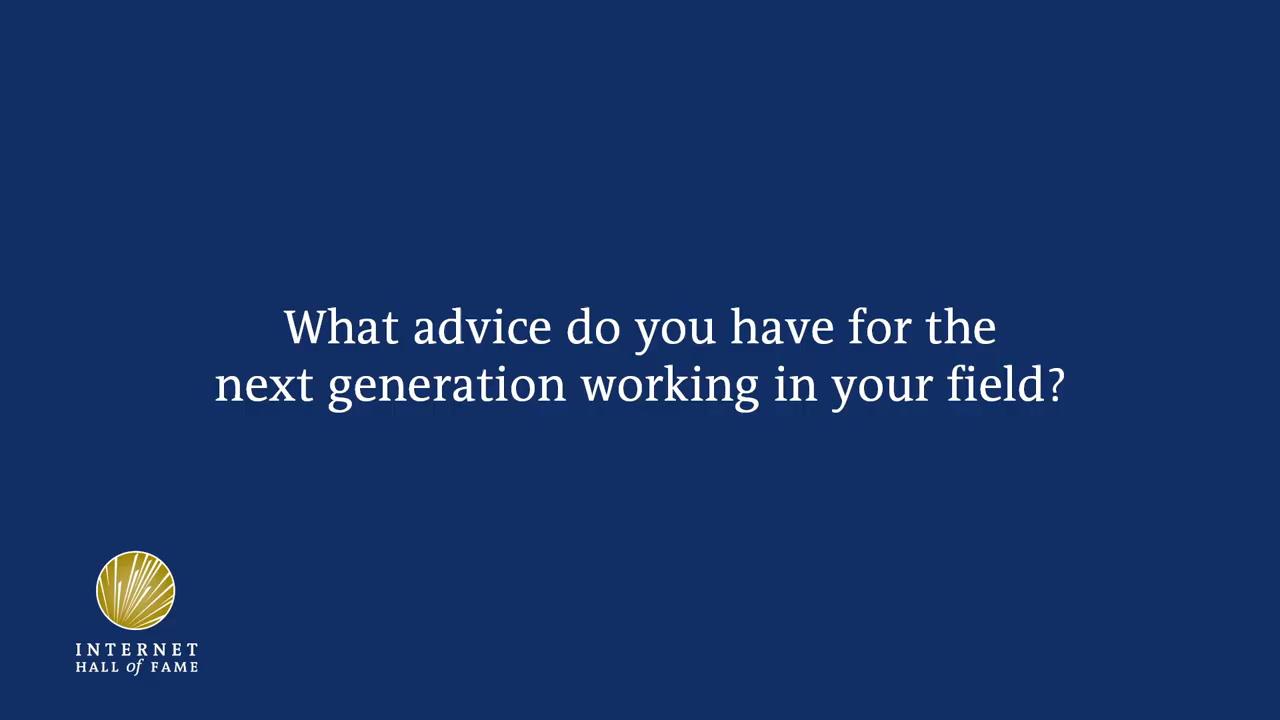 What advice do you have for the
next generation working in your field?
INTERNET
HALL of FAME